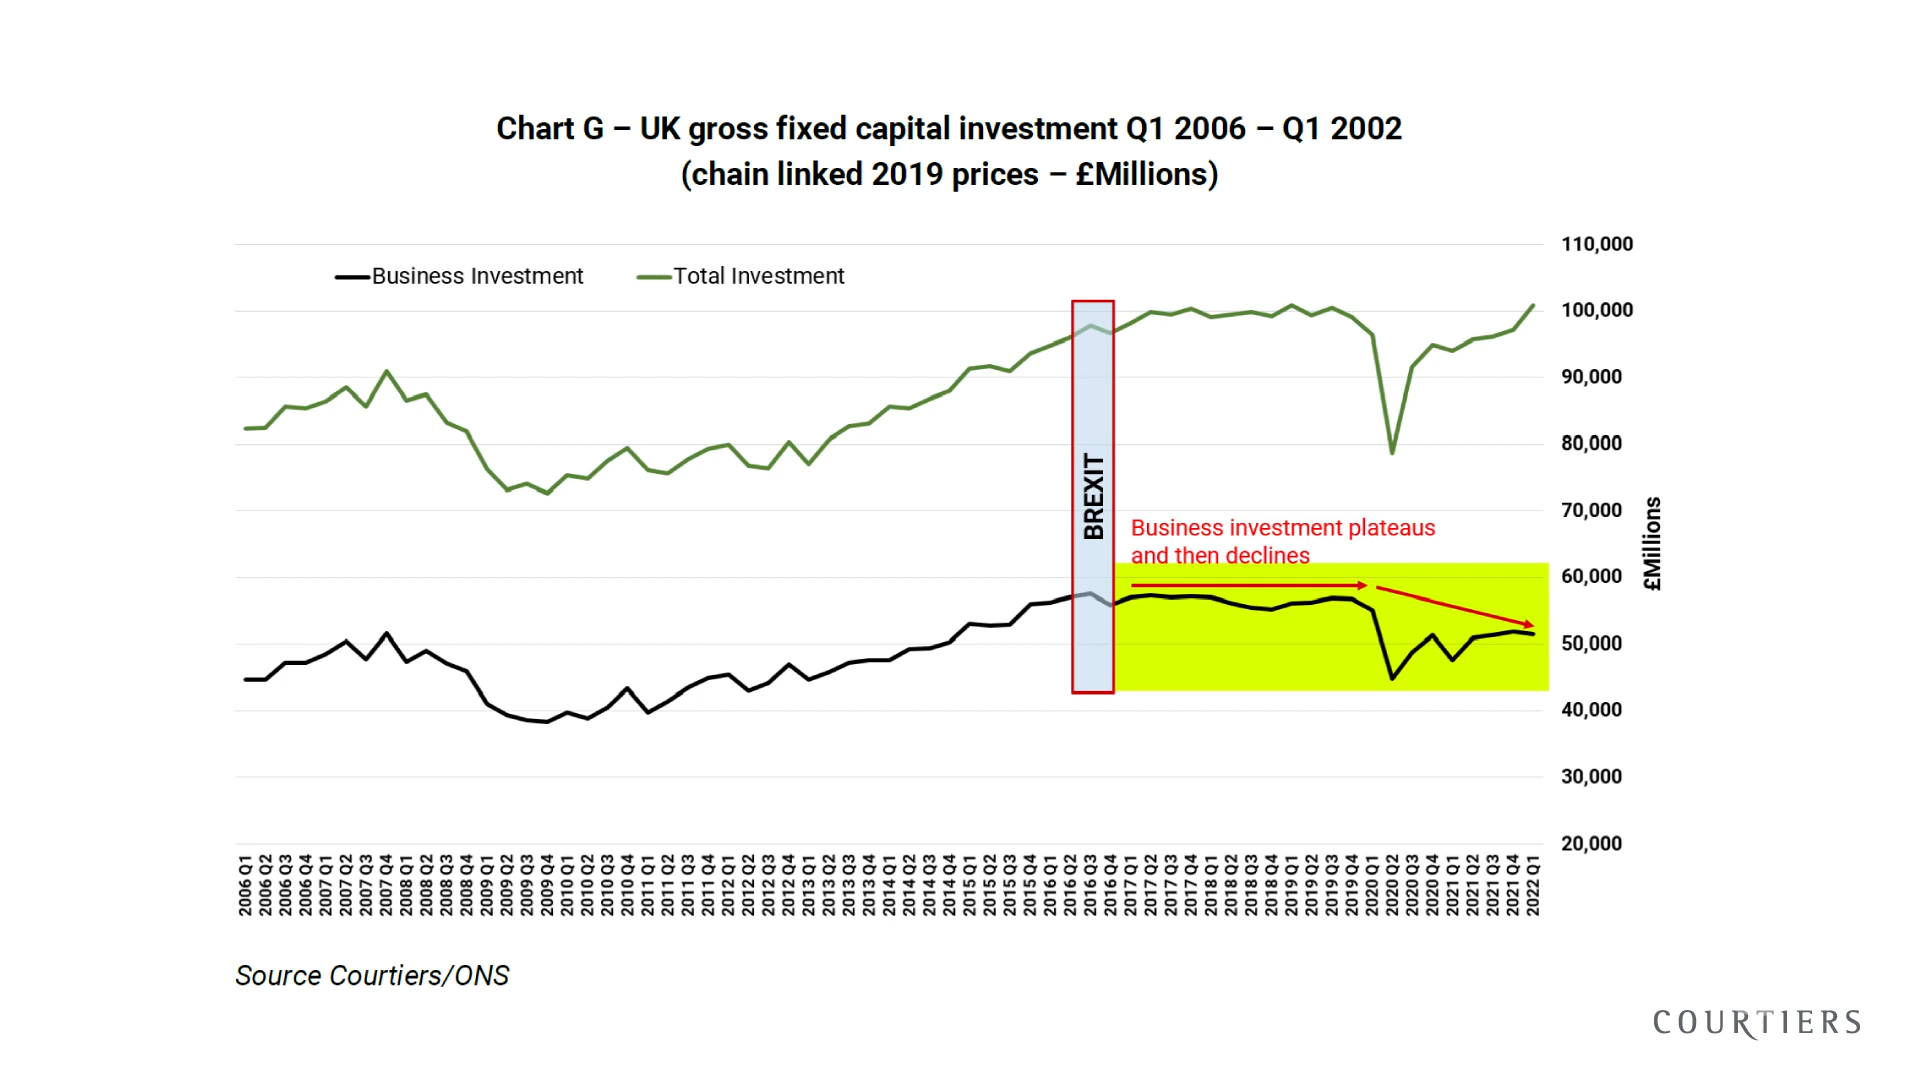 Chart G – UK gross fixed capital investment Q1 2006 – Q1 2002
(chain linked 2019 prices – £Millions)
Business Investment
Total Investment
110,000
100,000
90,000
80,000
70,000
60,000
50,000
40,000
30,000
20,000
£Millions
BREXIT
Business investment plateaus
and then declines
2006 Q1
2006 Q2
2006 Q3
2006 Q4
2007 Q1
2007 Q2
2007 Q3
2007 Q4
2008 Q1
2008 Q2
2008 Q3
2008 Q4
2009 Q1
2009 Q2
2009 Q3
2009 Q4
2010 Q1
2010 Q2
2010 Q3
2010 Q4
2011 Q1
2011 Q2
2011 Q3
2011 Q4
2012 Q1
2012 Q2
2012 Q3
2012 Q4
2013 Q1
2013 Q2
2013 Q3
2013 Q4
2014 Q1
2014 Q2
2014 Q3
2014 Q4
2015 Q1
2015 Q2
2015 Q3
2015 Q4
2016 Q1
2016 Q2
2016 Q3
2016 Q4
2017 Q1
2017 Q2
2017 Q3
2017 Q4
2018 Q1
2018 Q2
2018 Q3
2018 Q4
2019 Q1
2019 Q2
2019 Q3
2019 Q4
2020 Q1
2020 Q2
2020 Q3
2020 Q4
2021 Q1
2021 Q2
2021 Q3
2021 Q4
2022 Q1
Source Courtiers/ONS
COURTIERS